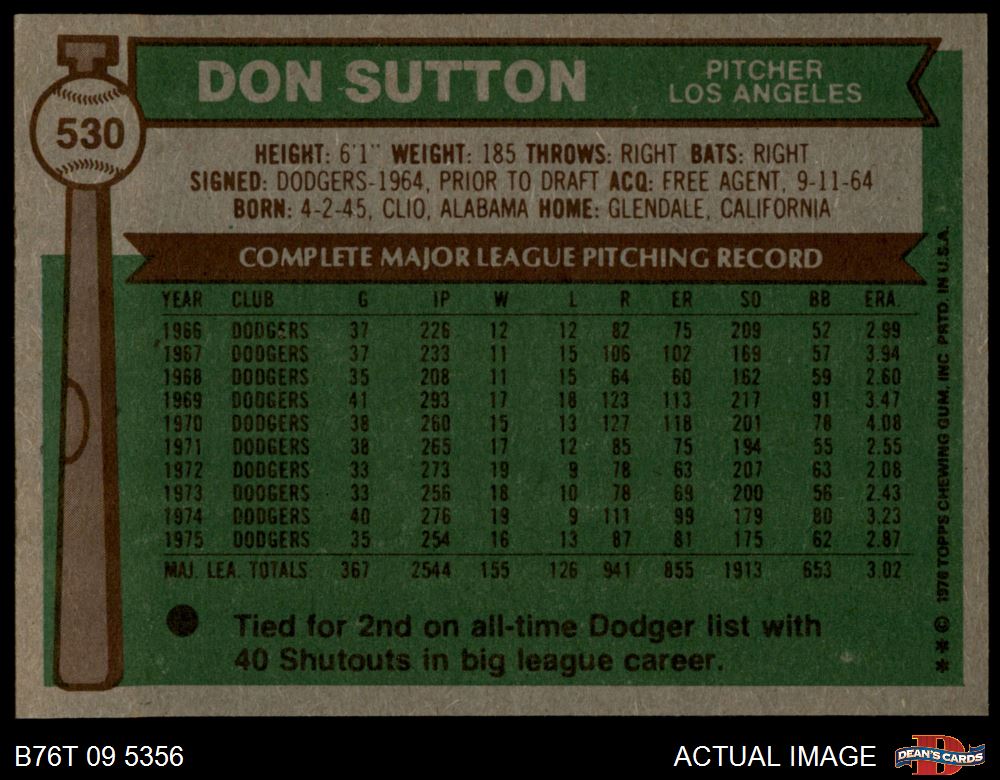 DON SUTTON
PITCHER
LOS ANGELES
530
HEIGHT: 6'1" WEIGHT: 185 THROWS: RIGHT BATS: RIGHT
SIGNED: DODGERS-1964, PRIOR TO DRAFT ACQ: FREE AGENT, 9-11-64
BORN: 4-2-45, CLIO, ALABAMA HOME: GLENDALE, CALIFORNIA
COMPLETE MAJOR LEAGUE PITCHING RECORD
YEAR CLUB G IP W L R ER SO BB ERA.
1966 DODGERS 37 226 12 12 82 75 209 52 2.99
1967 DODGERS 37 233 11 15 106 102 169 57 3.94
1968 DODGERS 35 208 11 15 64 60 162 59 2.60
1969 DODGERS 41 293 17 18 123 113 217 91 3.47
1970 DODGERS 38 260 15 13 127 118 201 78 4.08
1971 DODGERS 38 265 17 12 85 75 194 55 2.55
1972 DODGERS 33 273 19 9 78 63 207 63 2.08
1973 DODGERS 33 256 18 10 78 69 200 56 2.43
1974 DODGERS 40 276 19 9 111 99 179 80 3.23
1975 DODGERS 35 254 16 13 87 81 175 62 2.87
MAJ. LEA. TOTALS 367 2544 155 126 941 855 1913 653 3.02
Tied for 2nd on all-time Dodger list with
40 Shutouts in big league career.
* * © 1976 TOPPS CHEWING GUM, INC. PRTD. IN U.S.A.
B76T 09 5356
ACTUAL IMAGE
D
DEAN'S CARDS